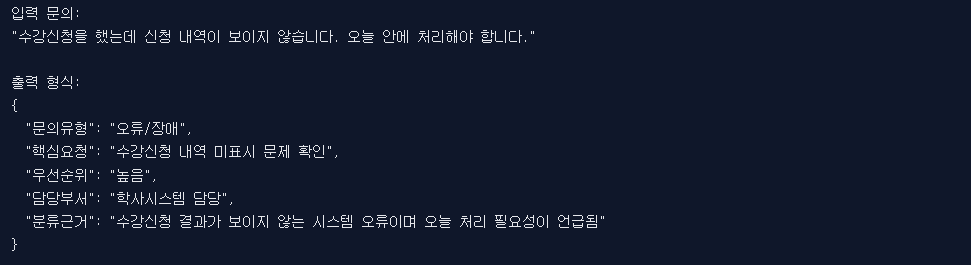 입력 문의:
"수강신청을 했는데 신청 내역이 보이지 않습니다. 오늘 안에 처리해야 합니다."
출력 형식:
{
"문의유형": "오류/장애",
"핵심요청": "수강신청 내역 미표시 문제 확인",
"우선순위": "높음",
"담당부서": "학사시스템 담당",
"분류근거": "수강신청 결과가 보이지 않는 시스템 오류이며 오늘 처리 필요성이 언급됨"
}